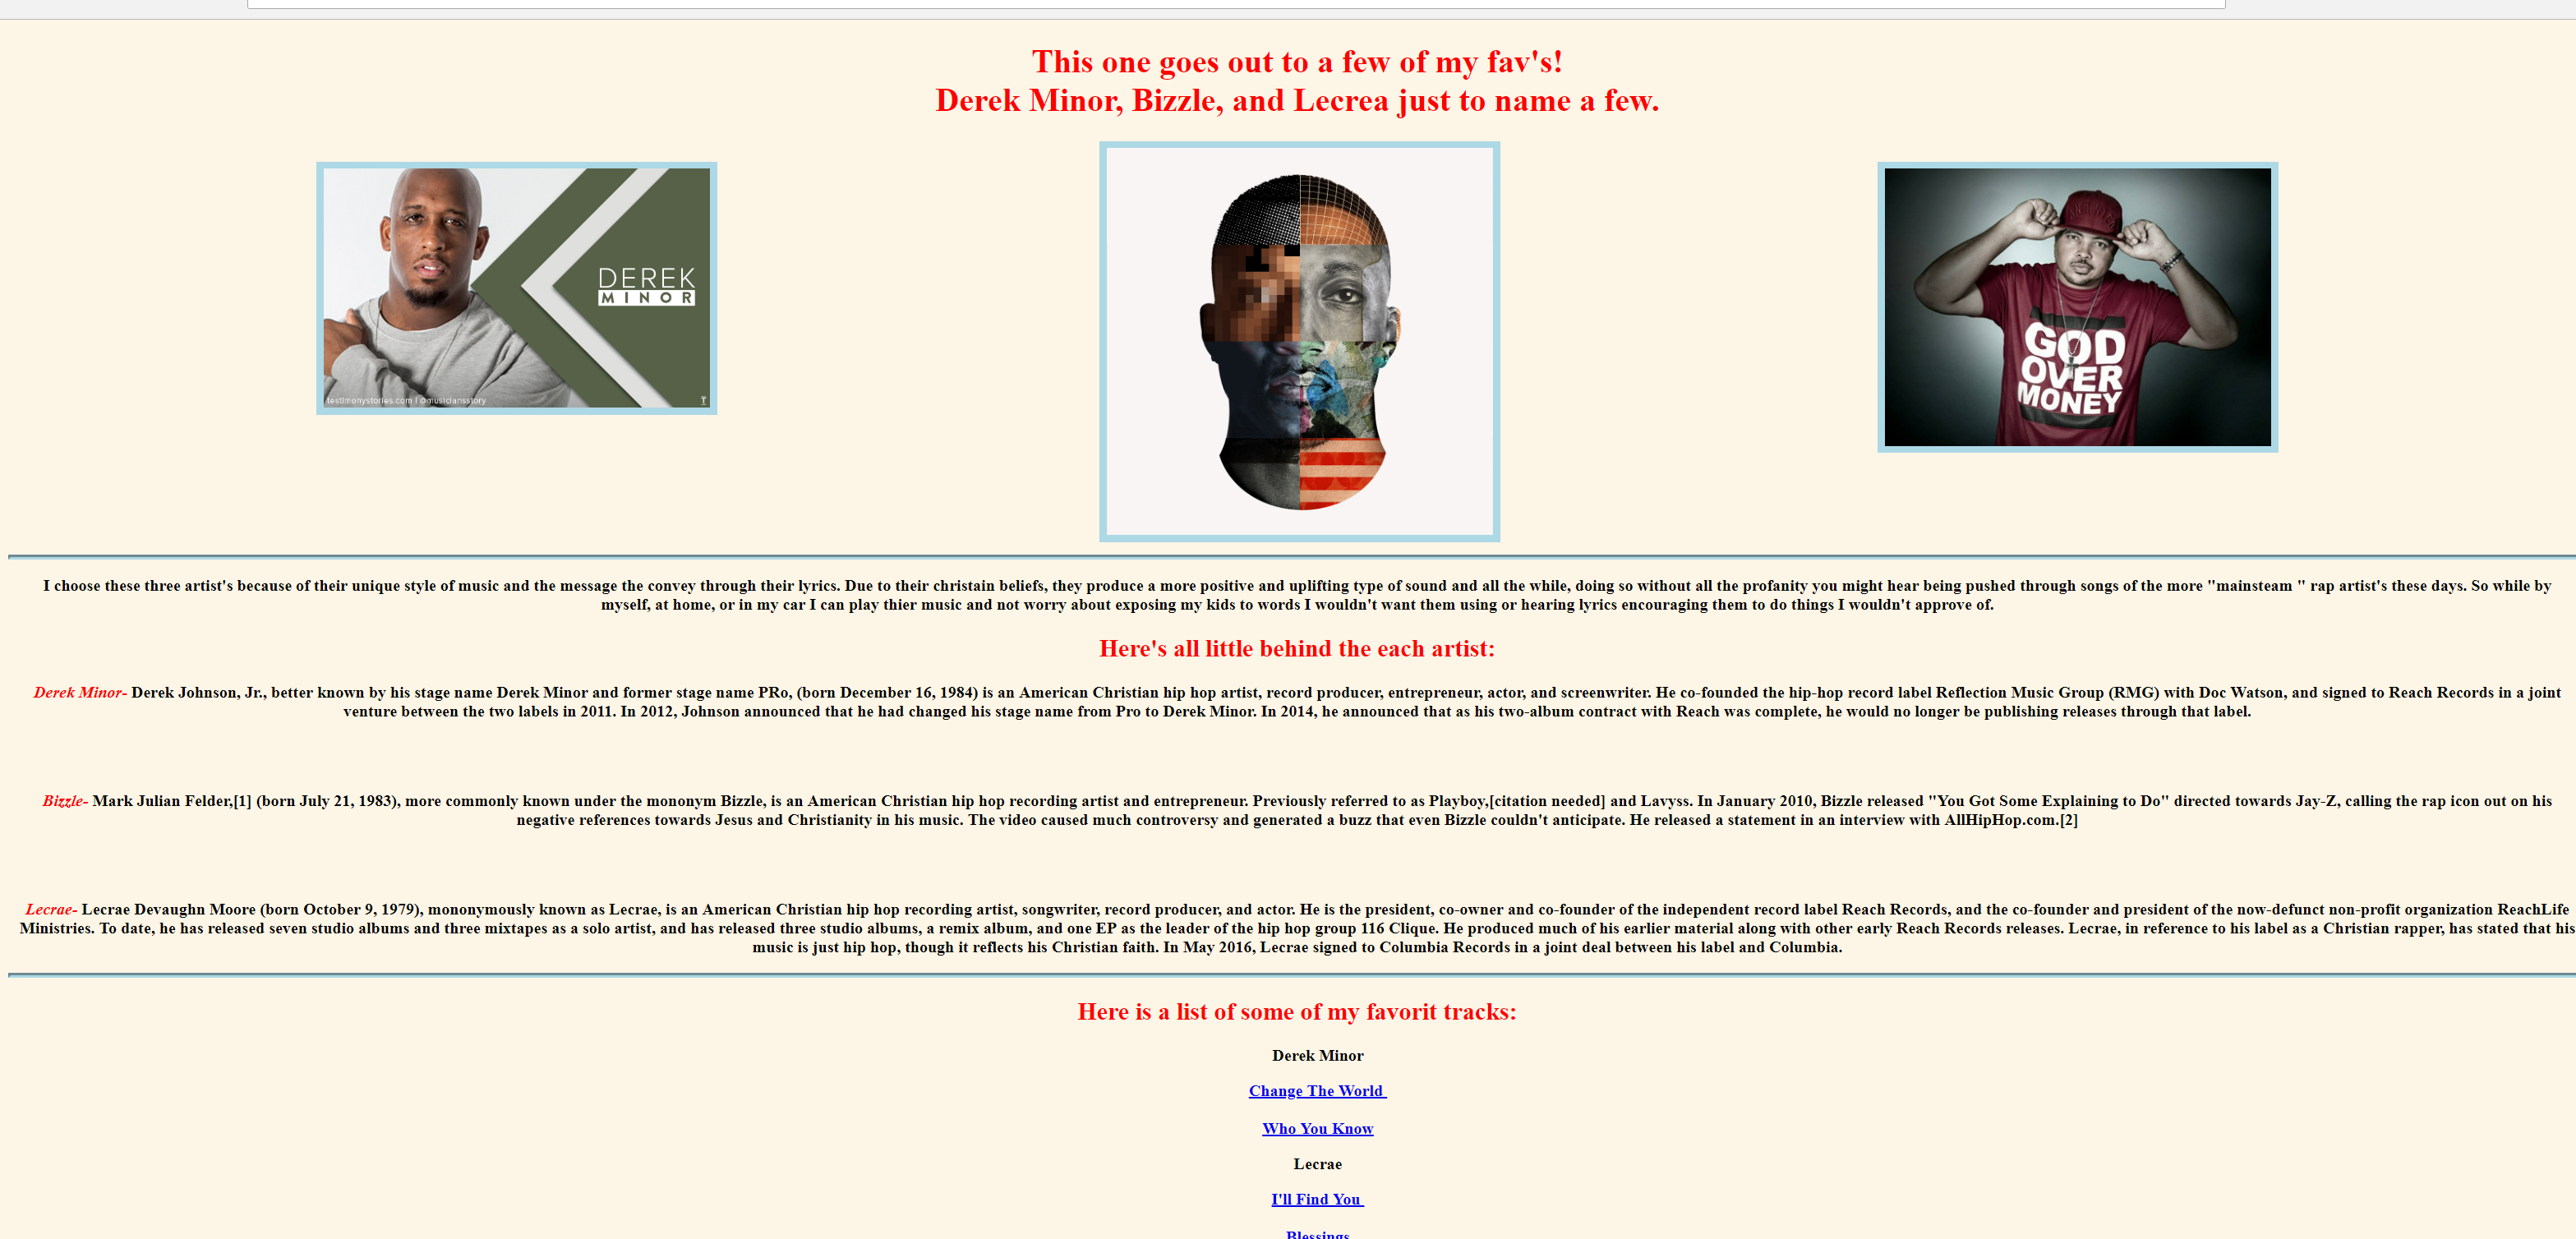 This one goes out to a few of my fav's!
Derek Minor, Bizzle, and Lecrea just to name a few.
DEREK
MINOR
testimonystories.com | @musiciansstory
GOD
OVER
MONEY
I choose these three artist's because of their unique style of music and the message the convey through their lyrics. Due to their christain beliefs, they produce a more positive and uplifting type of sound and all the while, doing so without all the profanity you might hear being pushed through songs of the more "mainsteam " rap artist's these days. So while by
myself, at home, or in my car I can play thier music and not worry about exposing my kids to words I wouldn't want them using or hearing lyrics encouraging them to do things I wouldn't approve of.
Here's all little behind the each artist:
Derek Minor- Derek Johnson, Jr., better known by his stage name Derek Minor and former stage name PRo, (born December 16, 1984) is an American Christian hip hop artist, record producer, entrepreneur, actor, and screenwriter. He co-founded the hip-hop record label Reflection Music Group (RMG) with Doc Watson, and signed to Reach Records in a joint
venture between the two labels in 2011. In 2012, Johnson announced that he had changed his stage name from Pro to Derek Minor. In 2014, he announced that as his two-album contract with Reach was complete, he would no longer be publishing releases through that label.
Bizzle- Mark Julian Felder,[1] (born July 21, 1983), more commonly known under the mononym Bizzle, is an American Christian hip hop recording artist and entrepreneur. Previously referred to as Playboy,[citation needed] and Lavyss. In January 2010, Bizzle released "You Got Some Explaining to Do" directed towards Jay-Z, calling the rap icon out on his
negative references towards Jesus and Christianity in his music. The video caused much controversy and generated a buzz that even Bizzle couldn't anticipate. He released a statement in an interview with AllHipHop.com.[2]
Lecrae- Lecrae Devaughn Moore (born October 9, 1979), mononymously known as Lecrae, is an American Christian hip hop recording artist, songwriter, record producer, and actor. He is the president, co-owner and co-founder of the independent record label Reach Records, and the co-founder and president of the now-defunct non-profit organization ReachLife
Ministries. To date, he has released seven studio albums and three mixtapes as a solo artist, and has released three studio albums, a remix album, and one EP as the leader of the hip hop group 116 Clique. He produced much of his earlier material along with other early Reach Records releases. Lecrae, in reference to his label as a Christian rapper, has stated that his
music is just hip hop, though it reflects his Christian faith. In May 2016, Lecrae signed to Columbia Records in a joint deal between his label and Columbia.
Here is a list of some of my favorit tracks:
Derek Minor
Change The World
Who You Know
Lecrae
I'll Find You
Blessings